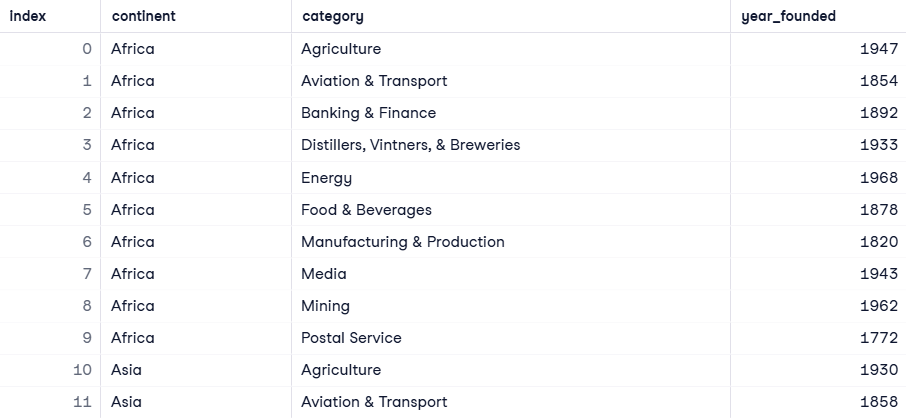 index continent category year_founded
0 Africa Agriculture 1947
1 Africa Aviation & Transport 1854
2 Africa Banking & Finance 1892
3 Africa Distillers, Vintners, & Breweries 1933
4 Africa Energy 1968
5 Africa Food & Beverages 1878
6 Africa Manufacturing & Production 1820
7 Africa Media 1943
8 Africa Mining 1962
9 Africa Postal Service 1772
10 Asia Agriculture 1930
11 Asia Aviation & Transport 1858